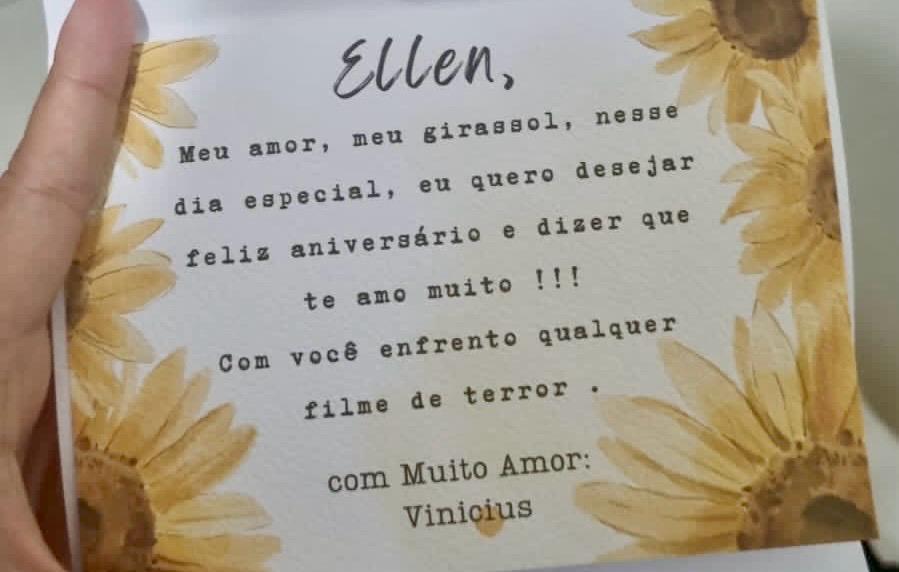 Ellen,
Meu amor, meu girassol, nesse
dia especial, eu quero desejar
feliz aniversário e dizer que
te amo muito !!!
Com você enfrento qualquer
filme de terror .
com Muito Amor:
Vinicius